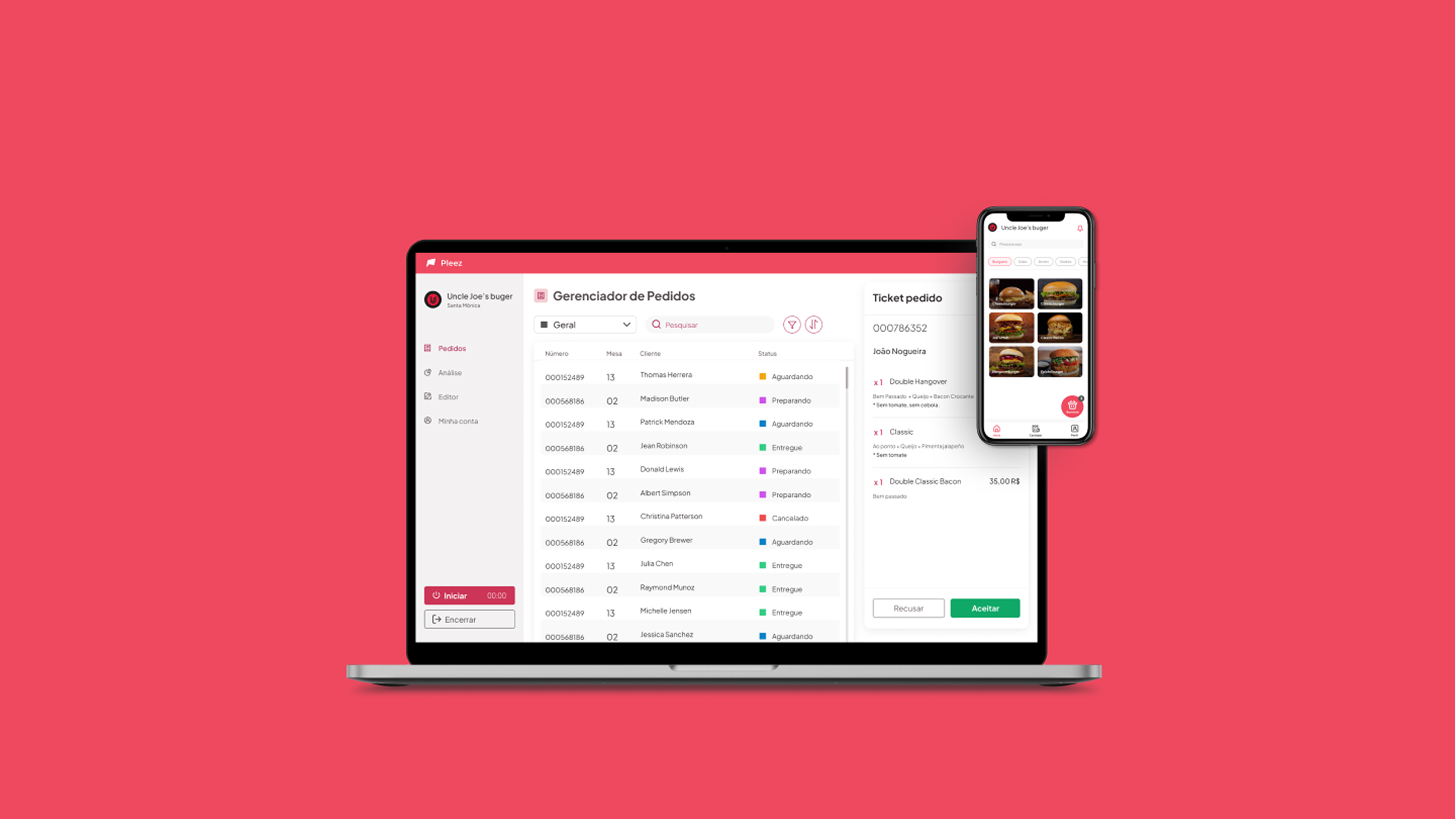 Pleez
Uncle Joe's buger
Santa Mônica
Pedidos
Análise
Editor
Minha conta
Iniciar 00:00
Encerrar
Gerenciador de Pedidos
Geral
Pesquisar
Número Mesa Cliente Status
000152489 13 Thomas Herrera Aguardando
000568186 02 Madison Butler Preparando
000152489 13 Patrick Mendoza Aguardando
000568186 02 Jean Robinson Entregue
000152489 13 Donald Lewis Preparando
000568186 02 Albert Simpson Preparando
000152489 13 Christina Patterson Cancelado
000568186 02 Gregory Brewer Aguardando
000152489 13 Julia Chen Entregue
000568186 02 Raymond Munoz Entregue
000152489 13 Michelle Jensen Entregue
000568186 02 Jessica Sanchez Aguardando
Ticket pedido
000786352
João Nogueira
x 1 Double Hangover
Bem Passado + Queijo + Bacon Crocante
* Sem tomate, sem cebola.
x 1 Classic
Ao ponto + Queijo + Pimenta jalapeño
* Sem tomate
x 1 Double Classic Bacon 35,00 R$
Bem passado
Recusar
Aceitar
Uncle Joe's buger